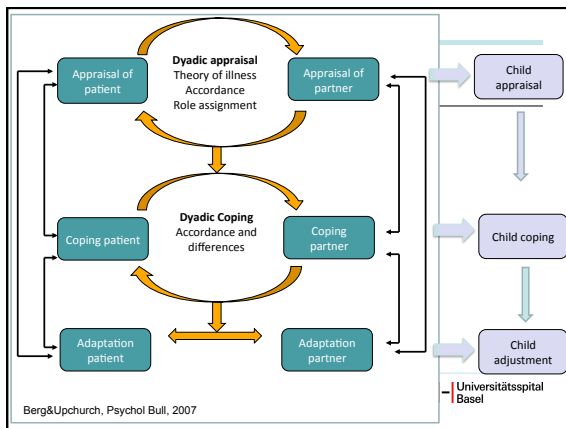 Dyadic appraisal
Theory of illness
Accordance
Role assignment
Appraisal of
patient
Appraisal of
partner
Child
appraisal
Dyadic Coping
Accordance and
differences
Coping patient
Coping
partner
Child coping
Adaptation
patient
Adaptation
partner
Child
adjustment
Universitätsspital
Basel
Berg&Upchurch, Psychol Bull, 2007